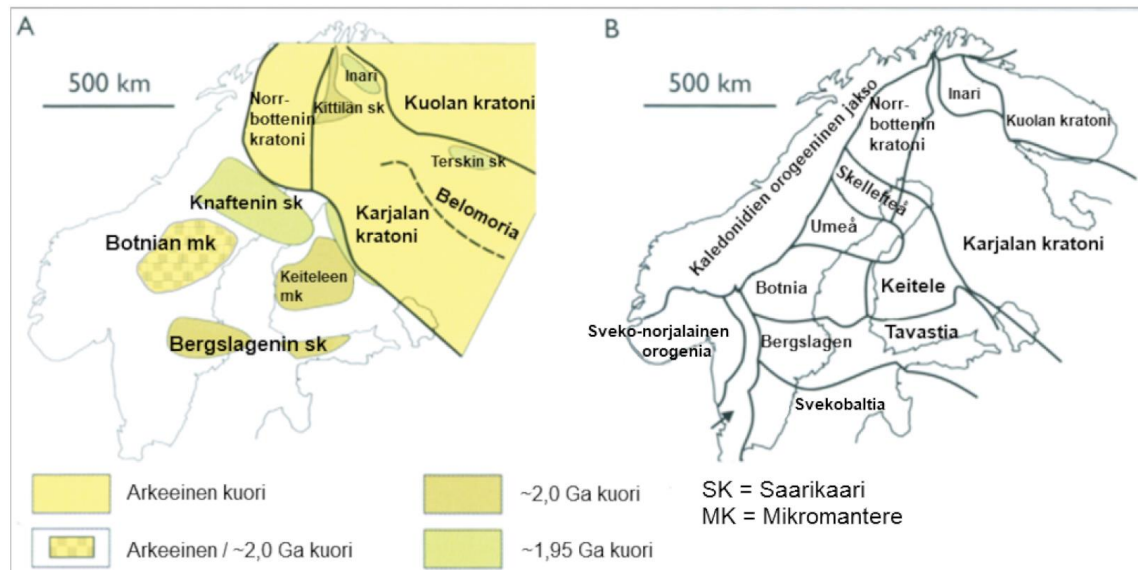 A
500 km
Inari
Norr-
bottenin
kratoni
Kittilän sk
Kuolan kratoni
Terskin sk
Knaftenin sk
Belomoria
Karjalan
kratoni
Botnian mk
Keiteleen
mk
Bergslagenin sk
B
500 km
Kaledonidien orogeeninen jakso
Norr-
bottenin
kratoni
Inari
Kuolan kratoni
Skellefteå
Umeå
Karjalan kratoni
Botnia
Keitele
Sveko-norjalainen
orogenia
Bergslagen
Tavastia
Svekobaltia
Arkeeinen kuori
~2,0 Ga kuori
Arkeeinen / ~2,0 Ga kuori
~1,95 Ga kuori
SK = Saarikaari
MK = Mikromantere